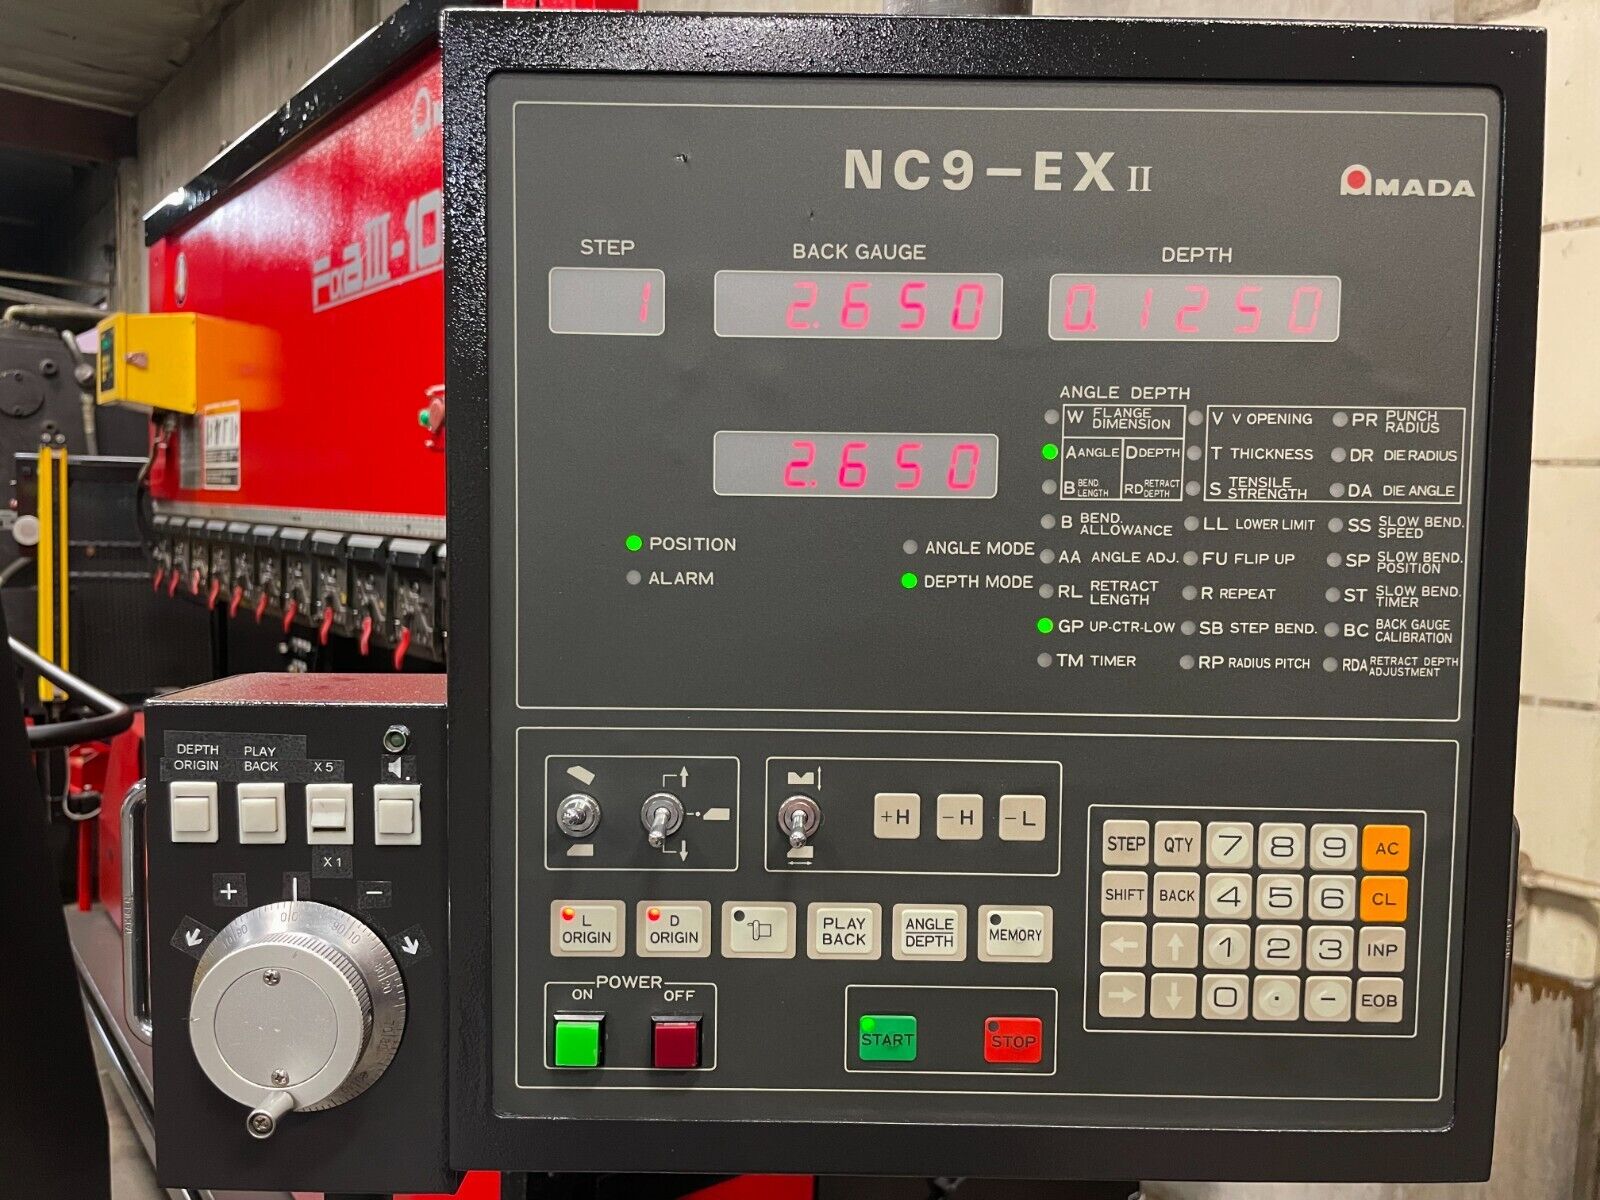 NC9-EX II
AMADA
FαBIII-10
STEP
BACK GAUGE
DEPTH
1
2.650
0.1250
2.650
POSITION
ALARM
ANGLE MODE
DEPTH MODE
ANGLE DEPTH
W FLANGE DIMENSION
V V OPENING
PR PUNCH RADIUS
A ANGLE
D DEPTH
T THICKNESS
DR DIE RADIUS
B BEND LENGTH
RD RETRACT DEPTH
S TENSILE STRENGTH
DA DIE ANGLE
B BEND. ALLOWANCE
LL LOWER LIMIT
SS SLOW BEND. SPEED
AA ANGLE ADJ.
FU FLIP UP
SP SLOW BEND. POSITION
RL RETRACT LENGTH
R REPEAT
ST SLOW BEND. TIMER
GP UP-CTR-LOW
SB STEP BEND.
BC BACK GAUGE CALIBRATION
TM TIMER
RP RADIUS PITCH
RDA RETRACT DEPTH ADJUSTMENT
DEPTH ORIGIN
PLAY BACK
X 5
X 1
+
-
+H
-H
-L
L ORIGIN
D ORIGIN
PLAY BACK
ANGLE DEPTH
MEMORY
POWER
ON
OFF
START
STOP
STEP QTY 7 8 9 AC
SHIFT BACK 4 5 6 CL
← ↑ 1 2 3 INP
→ ↓ 0 . - EOB